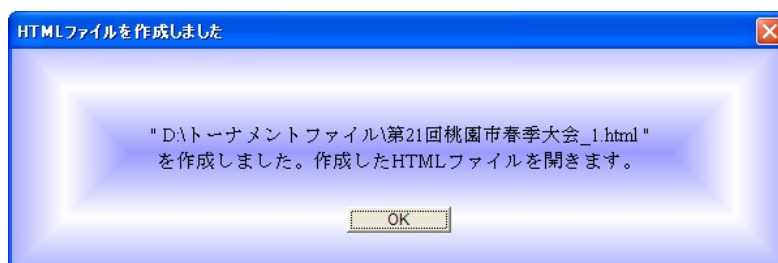 HTMLファイルを作成しました
" D:\トーナメントファイル\第21回桃園市春季大会_1.html "
を作成しました。作成したHTMLファイルを開きます。
OK